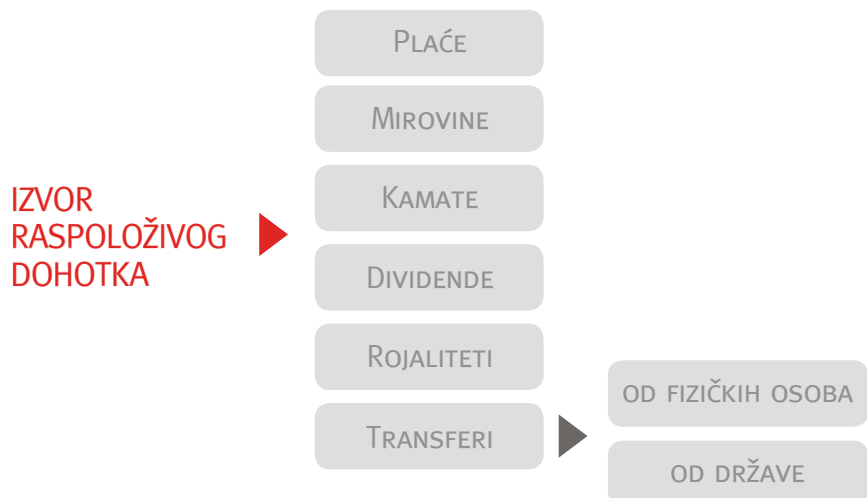 IZVOR
RASPOLOŽIVOG
DOHOTKA
PLAĆE
MIROVINE
KAMATE
DIVIDENDE
ROJALITETI
TRANSFERI
OD FIZIČKIH OSOBA
OD DRŽAVE